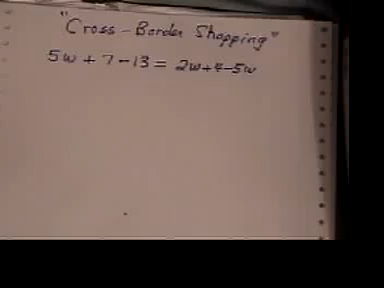 "Cross-Border Shopping"
5w + 7 - 13 = 2w + 4 - 5w